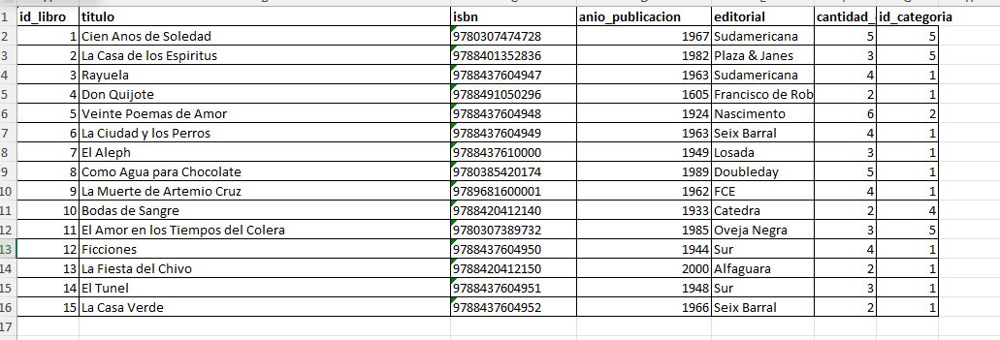 1 id_libro titulo isbn anio_publicacion editorial cantidad_ id_categoria
2 1 Cien Anos de Soledad 9780307474728 1967 Sudamericana 5 5
3 2 La Casa de los Espiritus 9788401352836 1982 Plaza & Janes 3 5
4 3 Rayuela 9788437604947 1963 Sudamericana 4 1
5 4 Don Quijote 9788491050296 1605 Francisco de Rob 2 1
6 5 Veinte Poemas de Amor 9788437604948 1924 Nascimento 6 2
7 6 La Ciudad y los Perros 9788437604949 1963 Seix Barral 4 1
8 7 El Aleph 9788437610000 1949 Losada 3 1
9 8 Como Agua para Chocolate 9780385420174 1989 Doubleday 5 1
10 9 La Muerte de Artemio Cruz 9789681600001 1962 FCE 4 1
11 10 Bodas de Sangre 9788420412140 1933 Catedra 2 4
12 11 El Amor en los Tiempos del Colera 9780307389732 1985 Oveja Negra 3 5
13 12 Ficciones 9788437604950 1944 Sur 4 1
14 13 La Fiesta del Chivo 9788420412150 2000 Alfaguara 2 1
15 14 El Tunel 9788437604951 1948 Sur 3 1
16 15 La Casa Verde 9788437604952 1966 Seix Barral 2 1
17